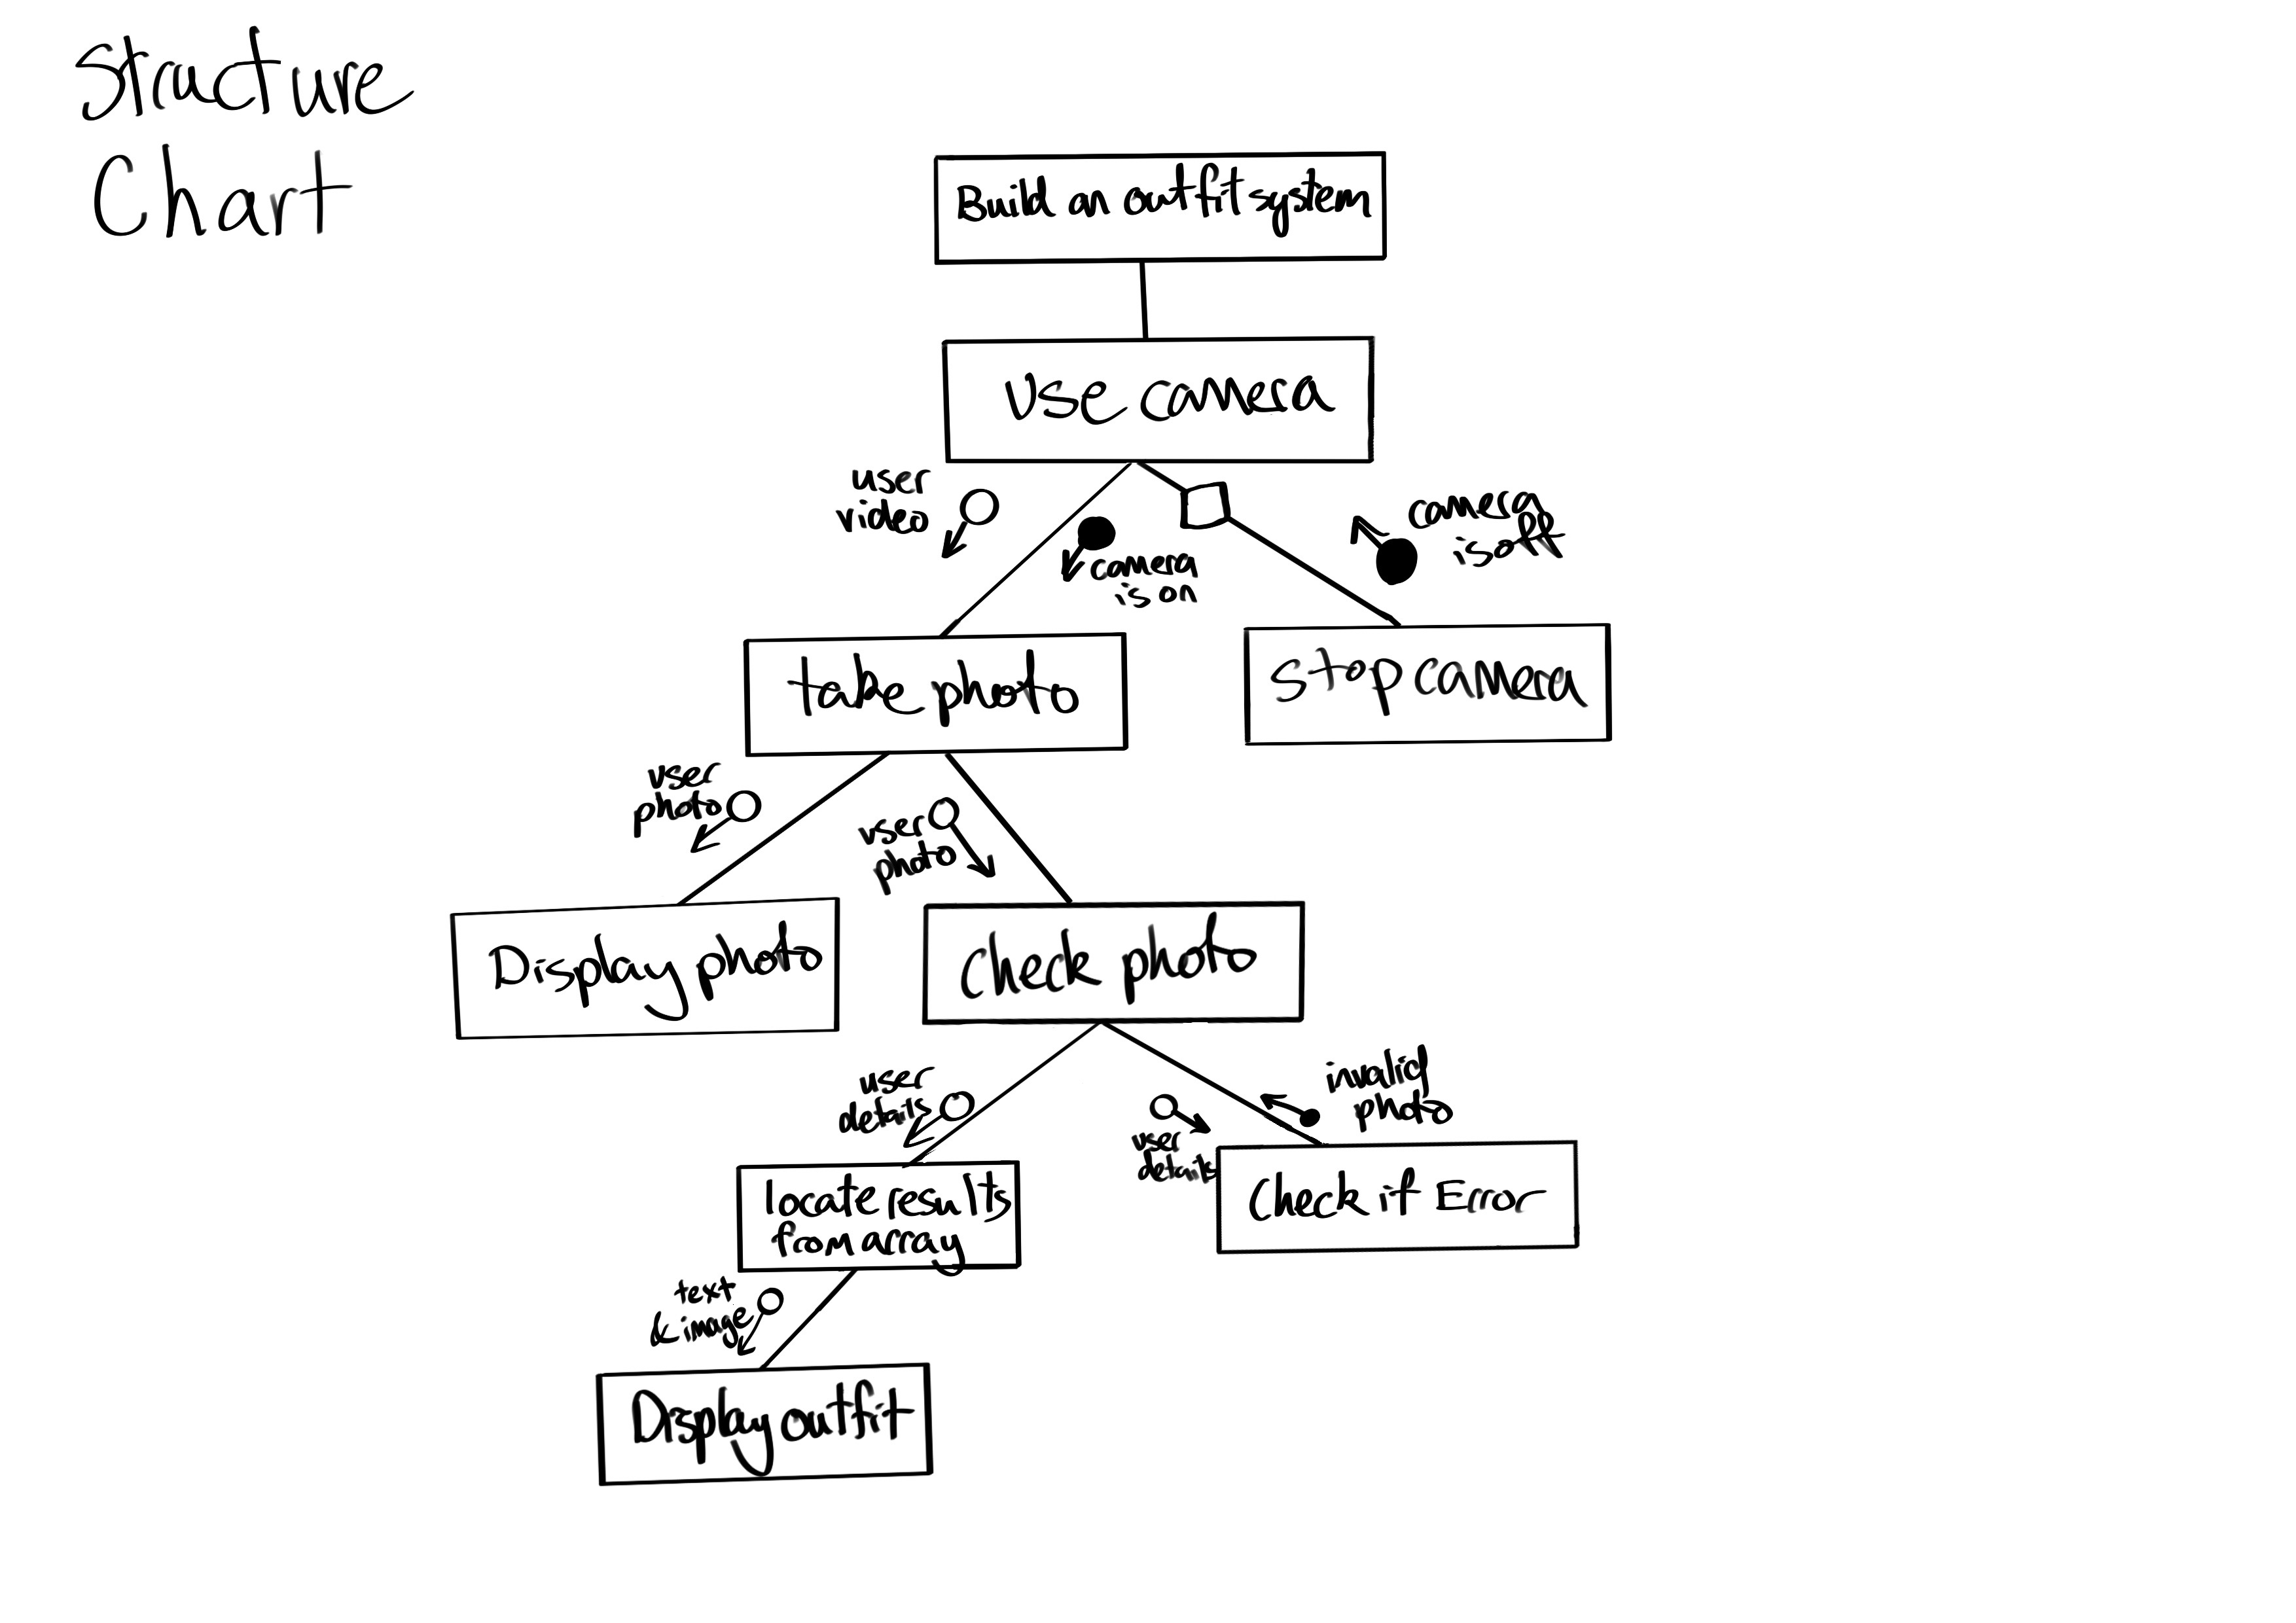 Structure
Chart
Build an outfit system
use camera
user
video
camera
is on
camera
is off
take photo
stop camera
user
photo
user
photo
Display photo
check photo
user
details
user
details
invalid
photo
locate results
from array
Check if Error
text
& image
Display outfit